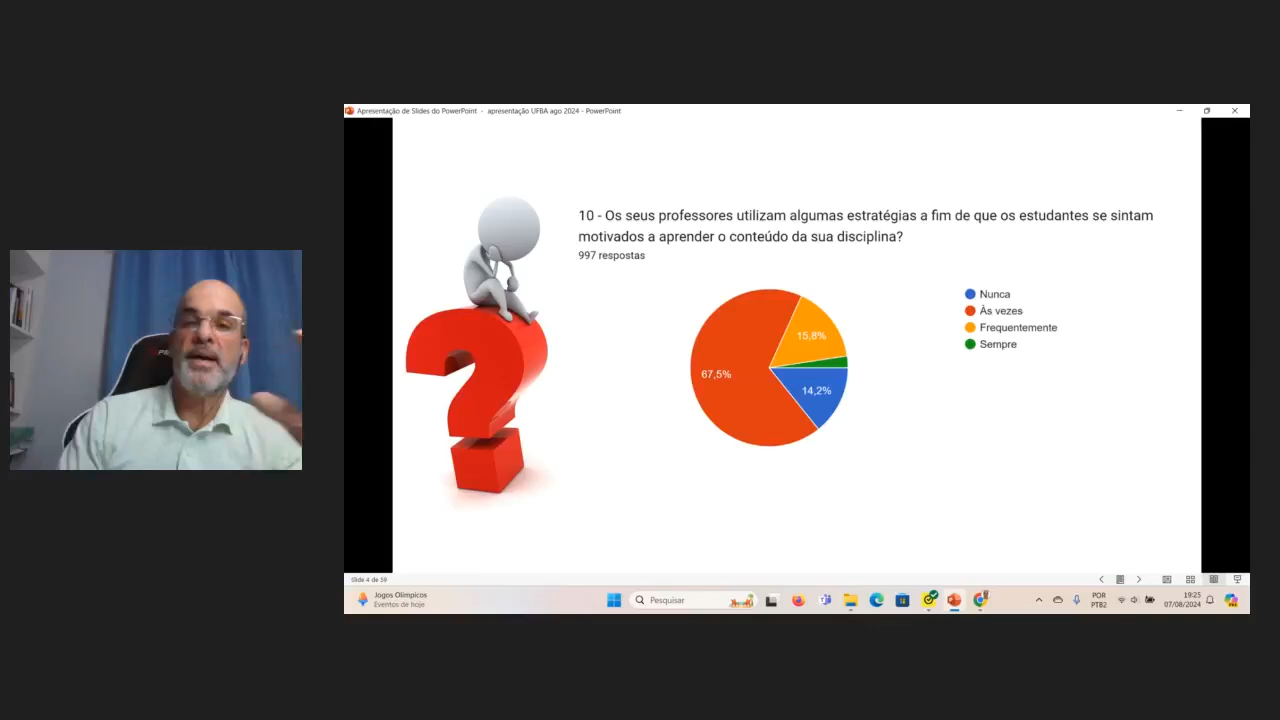 Apresentação de Slides do PowerPoint - apresentação UFBA ago 2024 - PowerPoint
10 - Os seus professores utilizam algumas estratégias a fim de que os estudantes se sintam
motivados a aprender o conteúdo da sua disciplina?
997 respostas
Nunca
Às vezes
Frequentemente
Sempre
15,8%
67,5%
14,2%
Slide 4 de 59
Jogos Olímpicos
Eventos de hoje
Pesquisar
POR
PTB2
19:25
07/08/2024